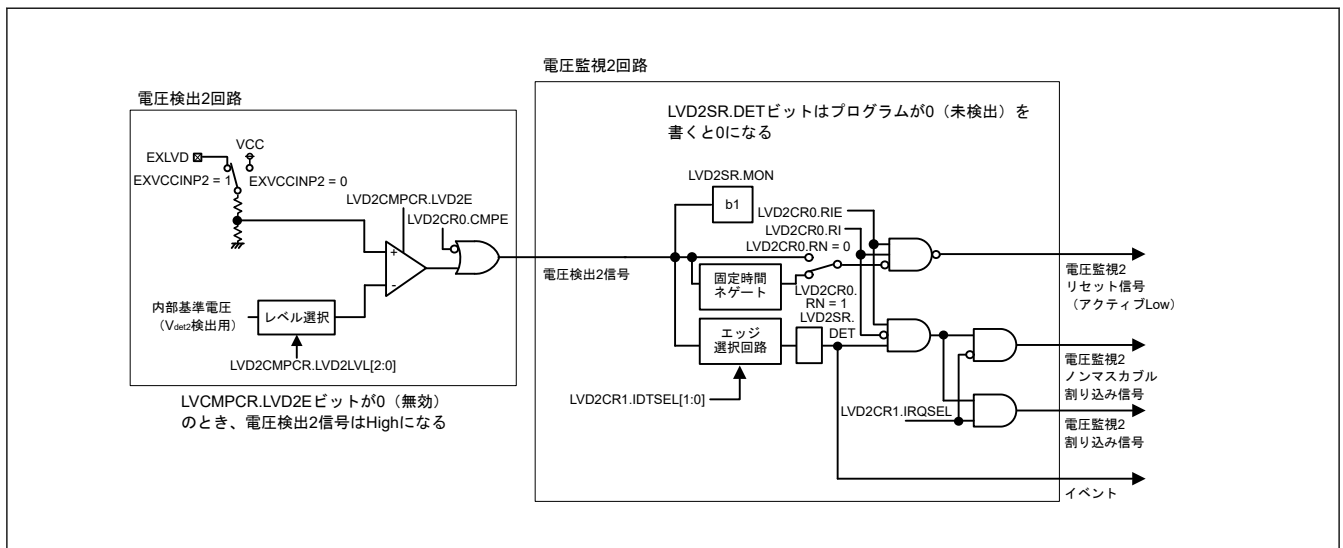 電圧監視2回路
電圧検出2回路
LVD2SR.DETビットはプログラムが0（未検出）を
書くと0になる
VCC
EXLVD
EXVCCINP2 = 1
EXVCCINP2 = 0
LVD2CMPCR.LVD2E
LVD2CR0.CMPE
+
-
内部基準電圧
（Vdet2検出用）
レベル選択
LVD2CMPCR.LVD2LVL[2:0]
LVCMPCR.LVD2Eビットが0（無効）
のとき、電圧検出2信号はHighになる
電圧検出2信号
LVD2SR.MON
b1
LVD2CR0.RIE
LVD2CR0.RI
LVD2CR0.RN = 0
固定時間
ネゲート
LVD2CR0.
RN = 1
LVD2SR.
DET
エッジ
選択回路
LVD2CR1.IDTSEL[1:0]
LVD2CR1.IRQSEL
電圧監視2
リセット信号
（アクティブLow）
電圧監視2
ノンマスカブル
割り込み信号
電圧監視2
割り込み信号
イベント